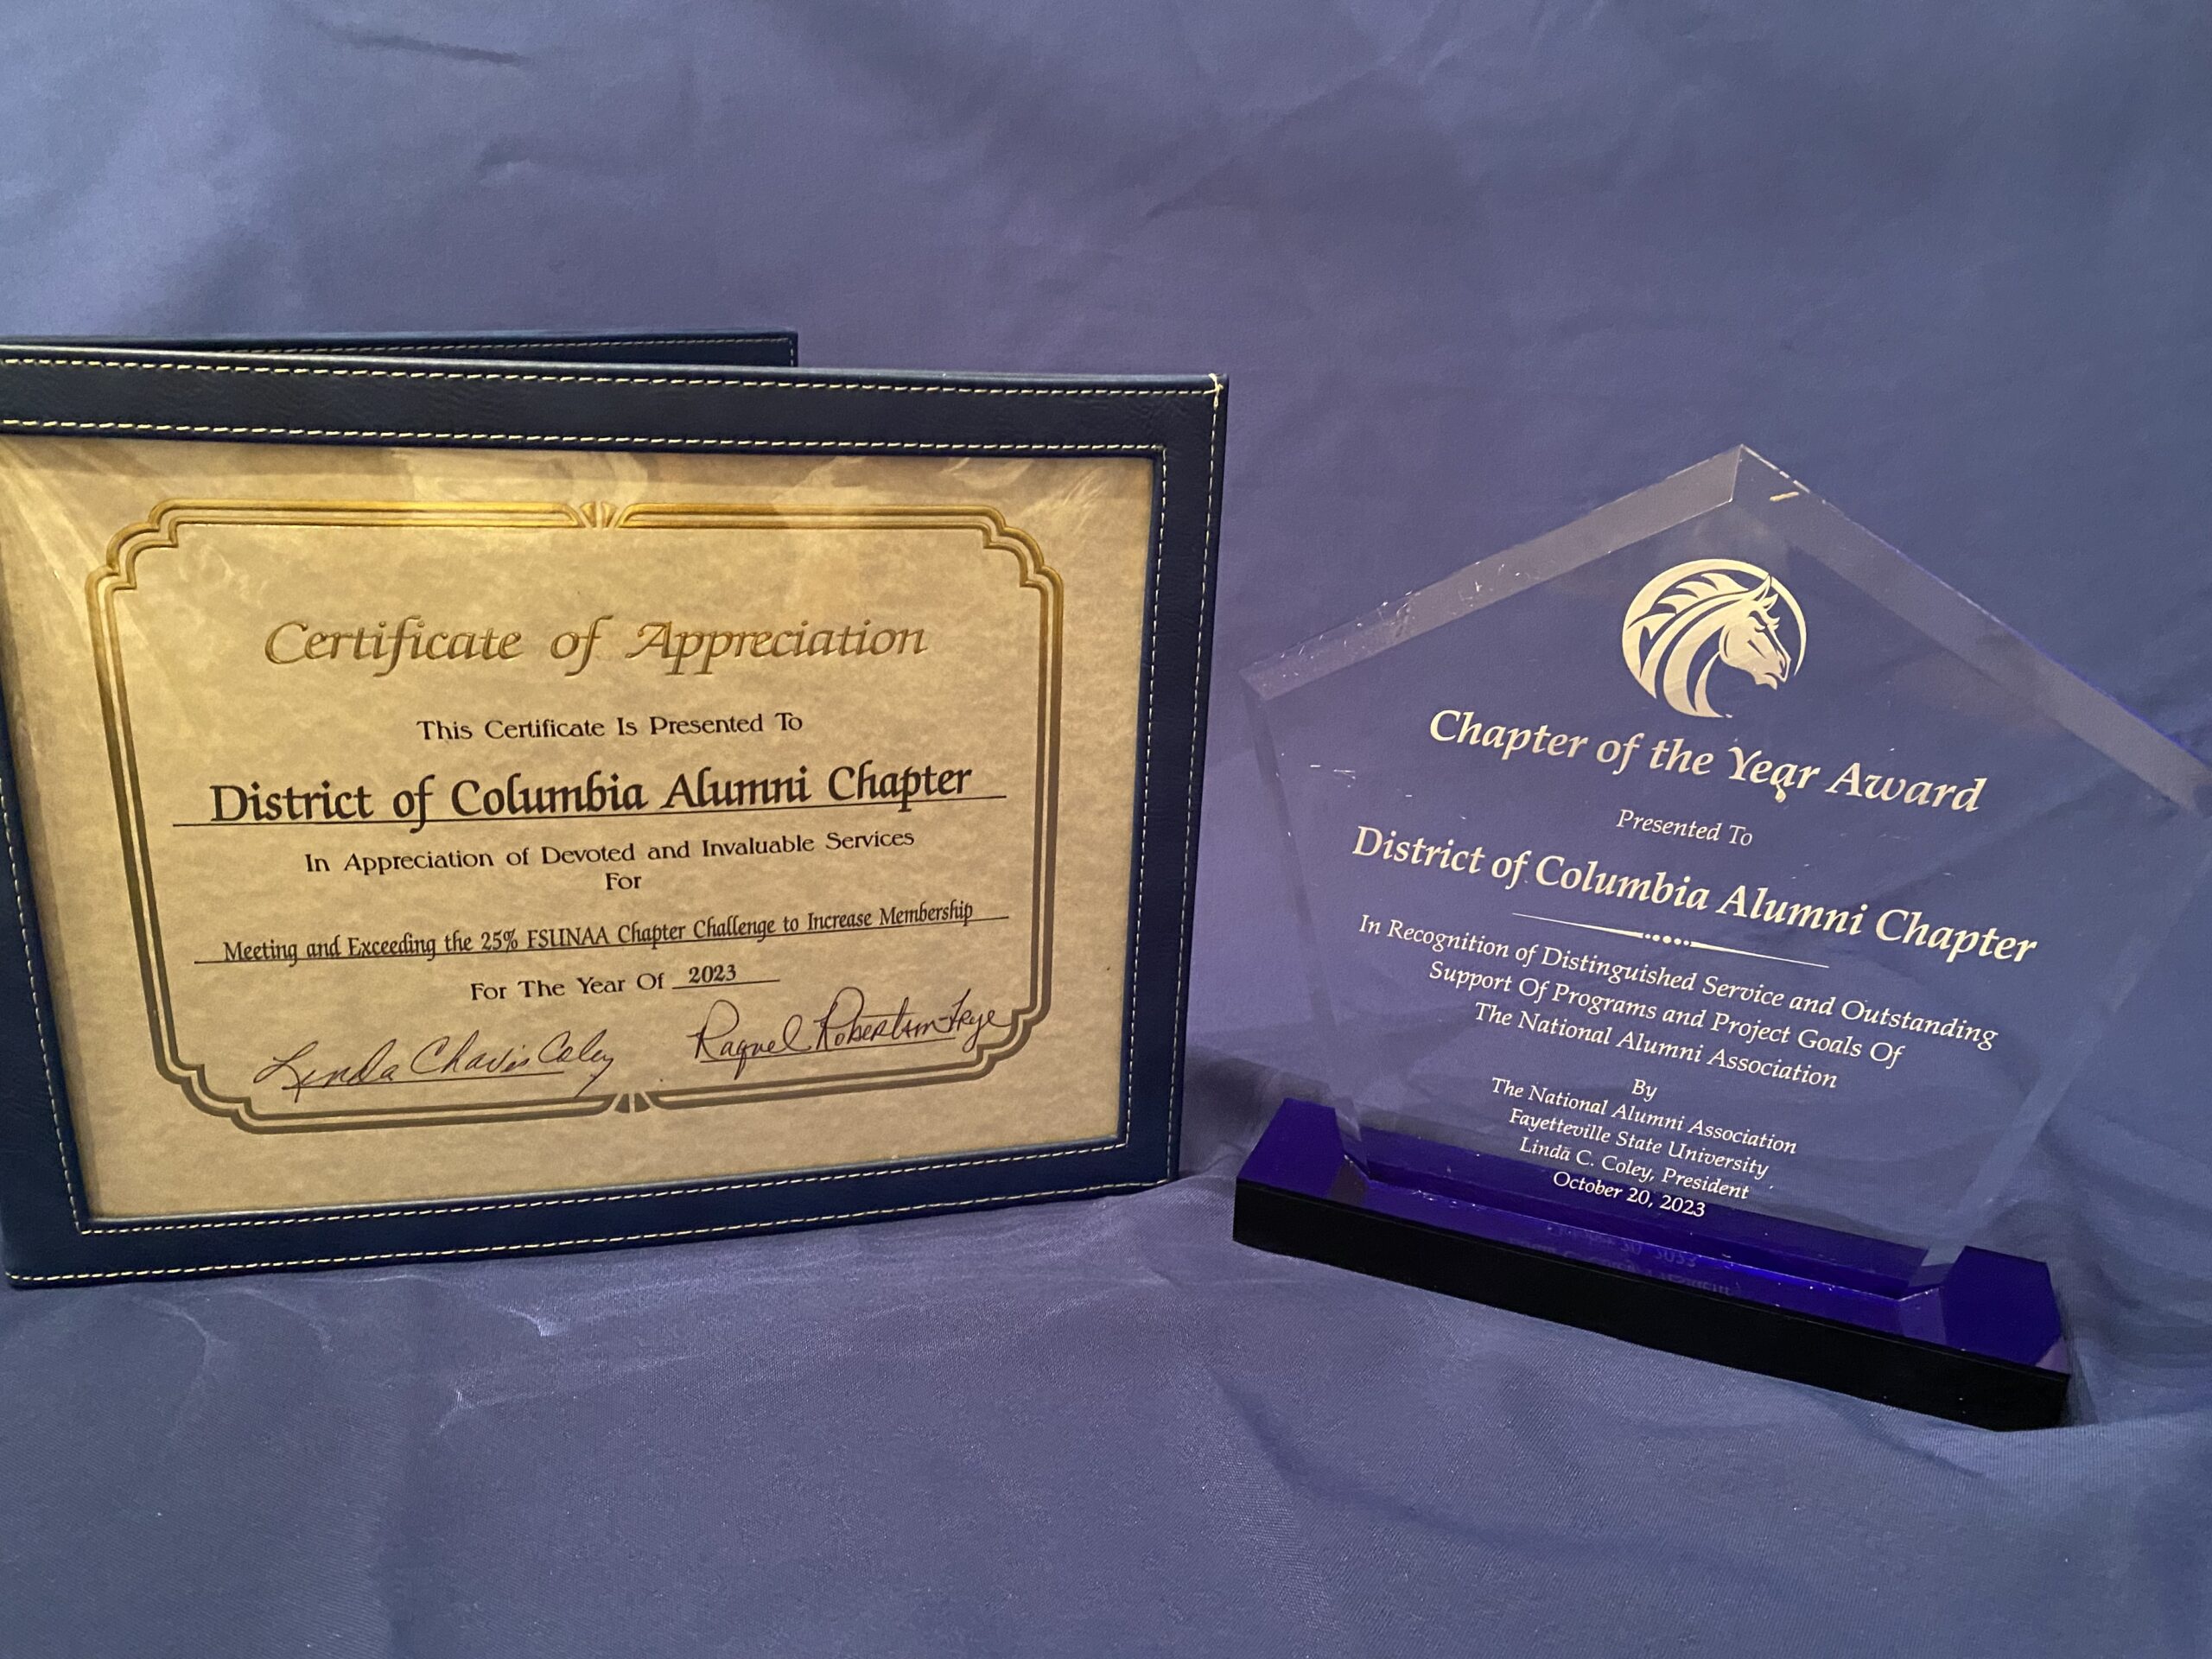 Certificate of Appreciation
This Certificate Is Presented To
District of Columbia Alumni Chapter
In Appreciation of Devoted and Invaluable Services
For
Meeting and Exceeding the 25% FSUNAA Chapter Challenge to Increase Membership
For The Year Of 2023
Linda Chavis Coley Raquel Robertson-Frye
Chapter of the Year Award
Presented To
District of Columbia Alumni Chapter
In Recognition of Distinguished Service and Outstanding
Support Of Programs and Project Goals Of
The National Alumni Association
By
The National Alumni Association
Fayetteville State University
Linda C. Coley, President
October 20, 2023